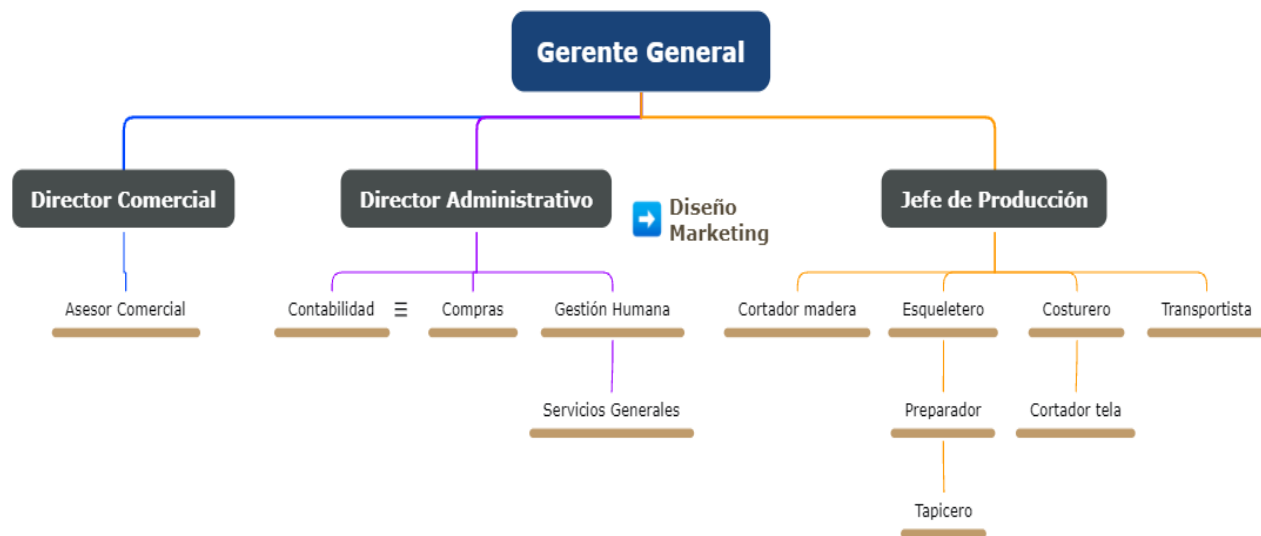 Gerente General
Director Comercial
Director Administrativo
Diseño
Marketing
Jefe de Producción
Asesor Comercial
Contabilidad
Compras
Gestión Humana
Cortador madera
Esqueletero
Costurero
Transportista
Servicios Generales
Preparador
Cortador tela
Tapicero